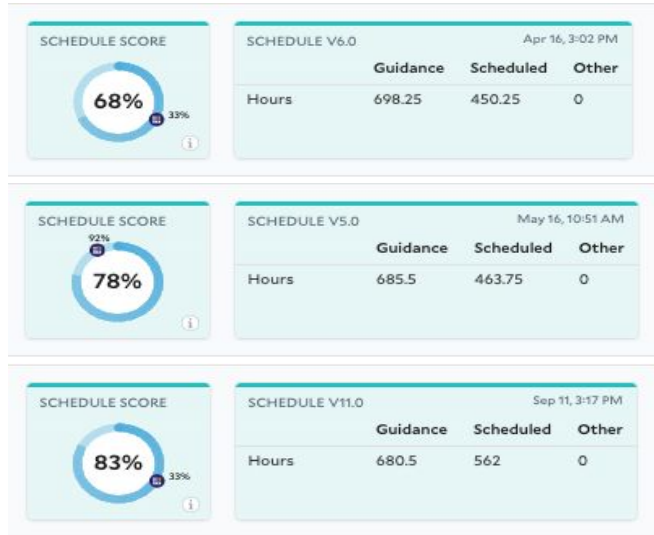 SCHEDULE SCORE
68%
33%
i
SCHEDULE V6.0 Apr 16, 3:02 PM
Guidance Scheduled Other
Hours 698.25 450.25 0
SCHEDULE SCORE
92%
78%
i
SCHEDULE V5.0 May 16, 10:51 AM
Guidance Scheduled Other
Hours 685.5 463.75 0
SCHEDULE SCORE
83%
33%
i
SCHEDULE V11.0 Sep 11, 3:17 PM
Guidance Scheduled Other
Hours 680.5 562 0